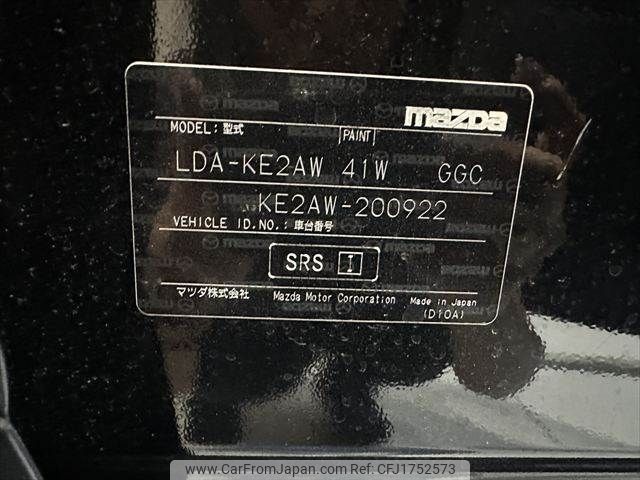 mazda
MODEL: 型式 PAINT
LDA-KE2AW 41W GGC
KE2AW-200922
VEHICLE ID.NO.: 車台番号
SRS I
マツダ株式会社 Mazda Motor Corporation Made in Japan
(D10A)
www.CarFromJapan.com | ID:CFJ1752573